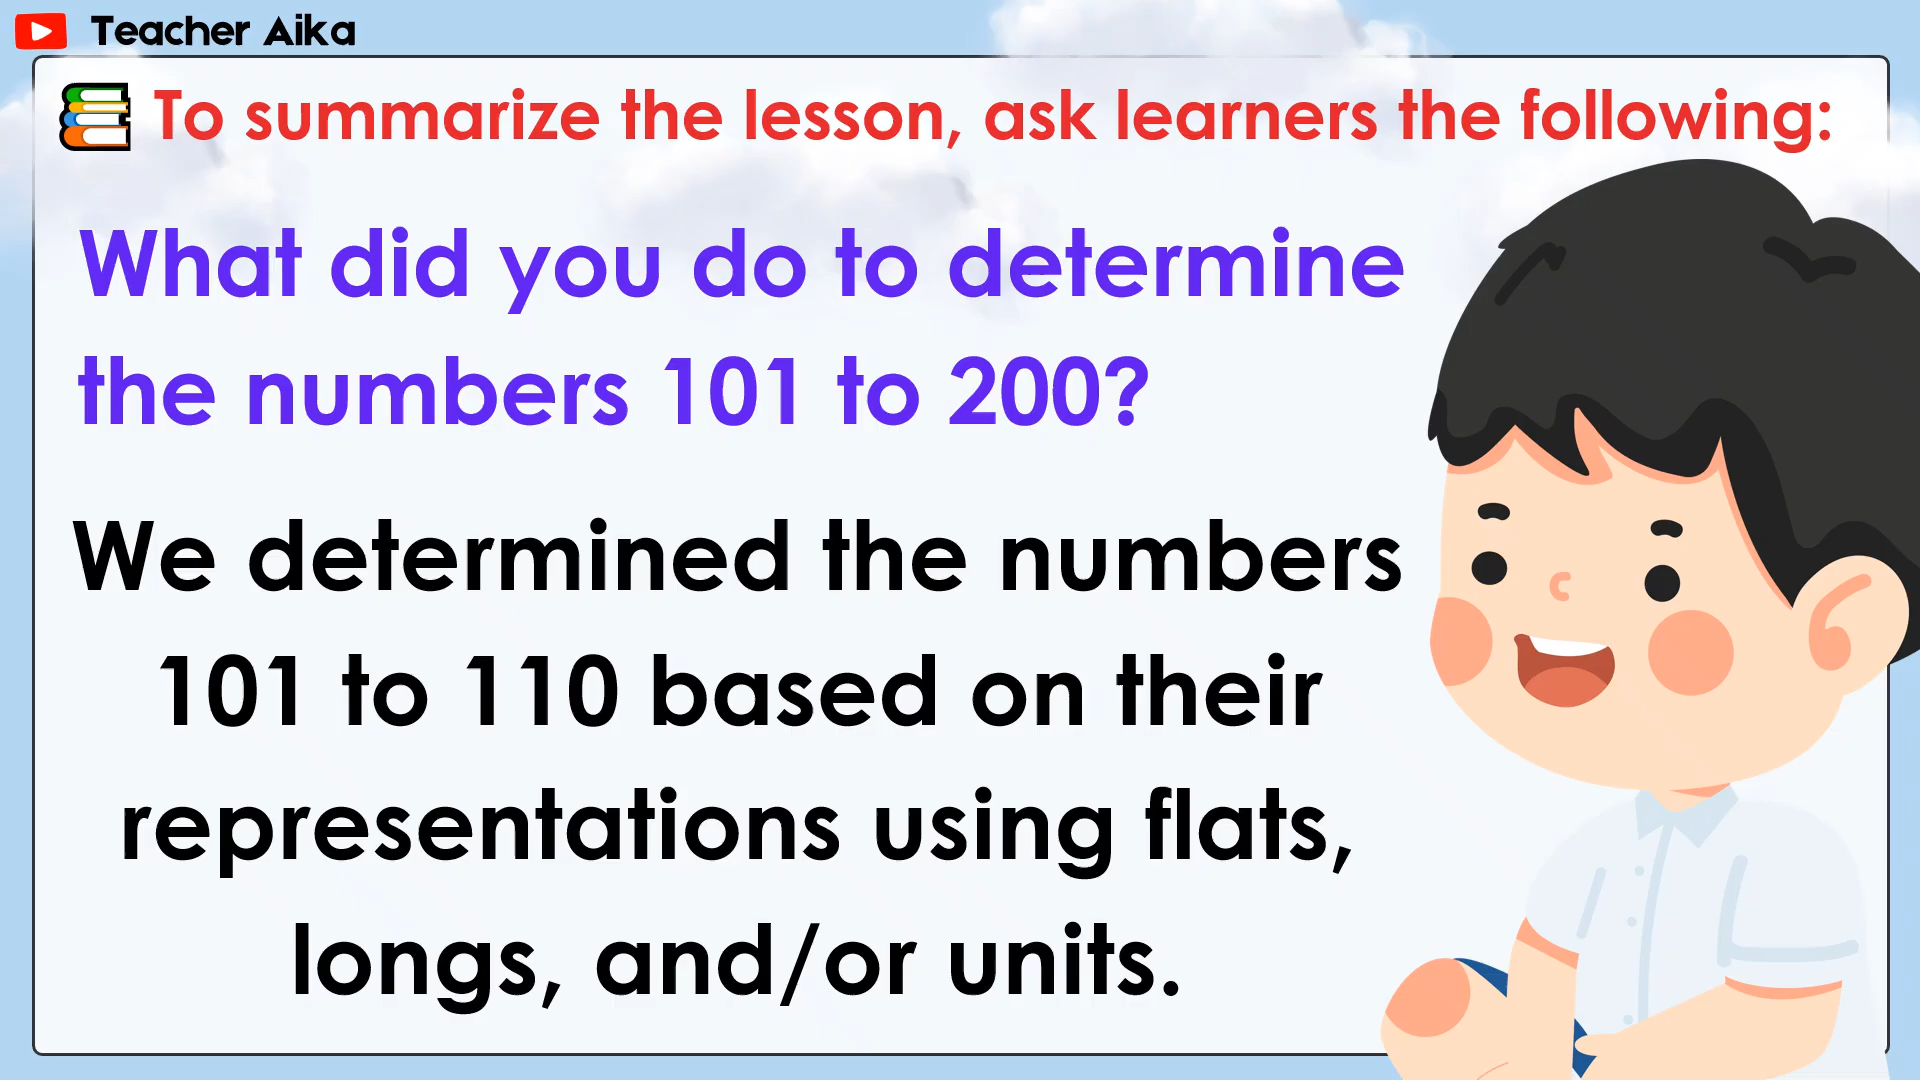 Teacher Aika
To summarize the lesson, ask learners the following:
What did you do to determine
the numbers 101 to 200?
We determined the numbers
101 to 110 based on their
representations using flats,
longs, and/or units.